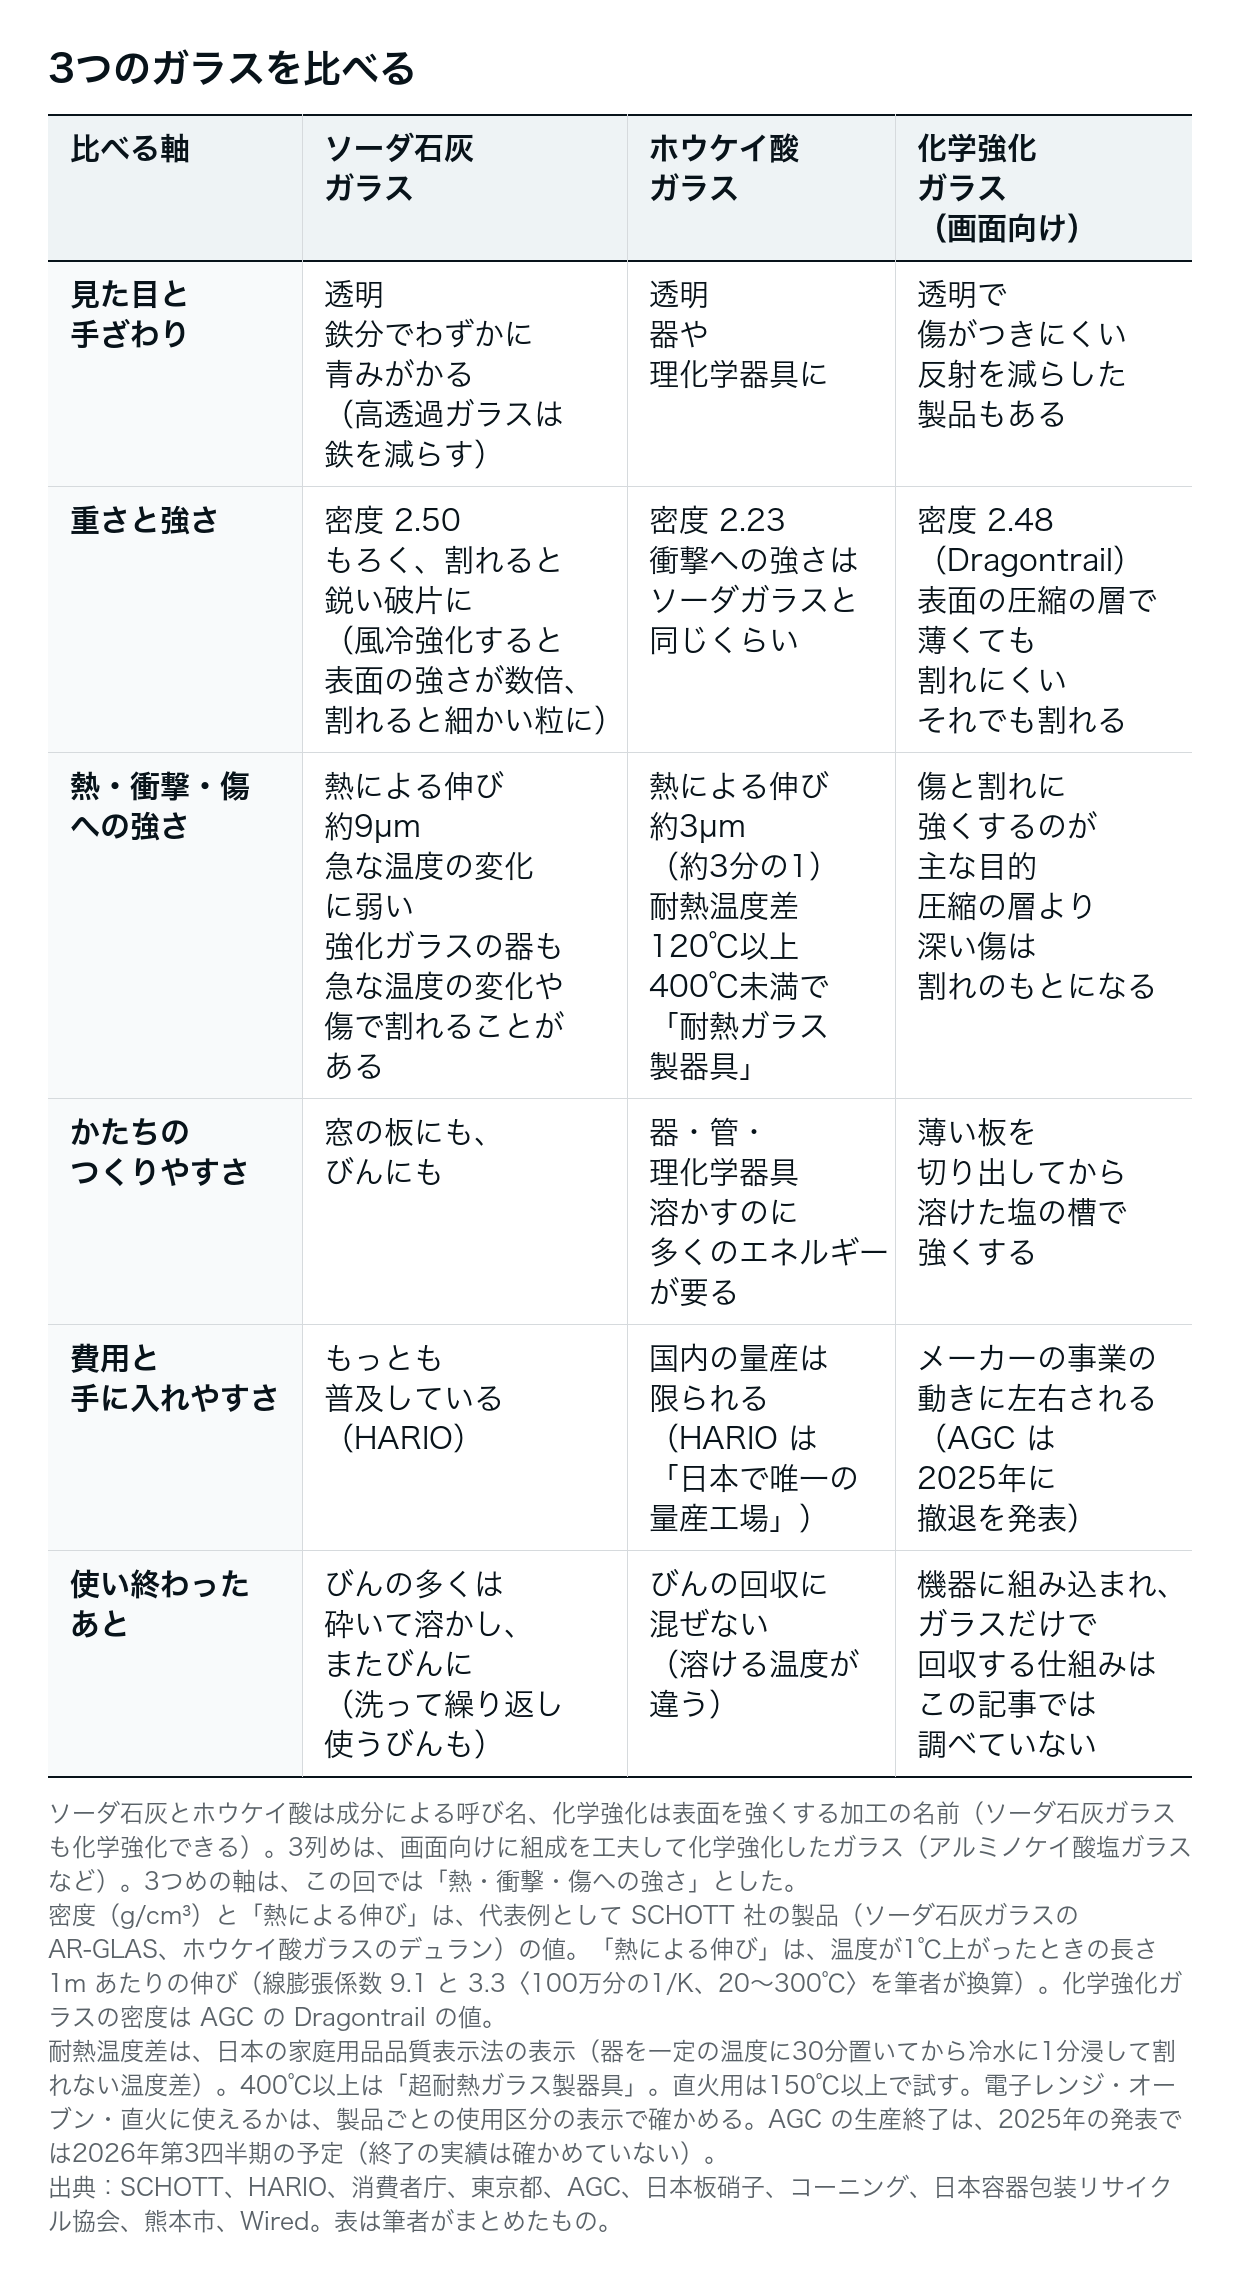 3つのガラスを比べる
比べる軸
ソーダ石灰
ガラス
ホウケイ酸
ガラス
化学強化
ガラス
（画面向け）
見た目と
手ざわり
透明
鉄分でわずかに
青みがかる
（高透過ガラスは
鉄を減らす）
透明
器や
理化学器具に
透明で
傷がつきにくい
反射を減らした
製品もある
重さと強さ
密度 2.50
もろく、割れると
鋭い破片に
（風冷強化すると
表面の強さが数倍、
割れると細かい粒に）
密度 2.23
衝撃への強さは
ソーダガラスと
同じくらい
密度 2.48
（Dragontrail）
表面の圧縮の層で
薄くても
割れにくい
それでも割れる
熱・衝撃・傷
への強さ
熱による伸び
約9μm
急な温度の変化
に弱い
強化ガラスの器も
急な温度の変化や
傷で割れることが
ある
熱による伸び
約3μm
（約3分の1）
耐熱温度差
120℃以上
400℃未満で
「耐熱ガラス
製器具」
傷と割れに
強くするのが
主な目的
圧縮の層より
深い傷は
割れのもとになる
かたちの
つくりやすさ
窓の板にも、
びんにも
器・管・
理化学器具
溶かすのに
多くのエネルギー
が要る
薄い板を
切り出してから
溶けた塩の槽で
強くする
費用と
手に入れやすさ
もっとも
普及している
（HARIO）
国内の量産は
限られる
（HARIO は
「日本で唯一の
量産工場」）
メーカーの事業の
動きに左右される
（AGC は
2025年に
撤退を発表）
使い終わった
あと
びんの多くは
砕いて溶かし、
またびんに
（洗って繰り返し
使うびんも）
びんの回収に
混ぜない
（溶ける温度が
違う）
機器に組み込まれ、
ガラスだけで
回収する仕組みは
この記事では
調べていない
ソーダ石灰とホウケイ酸は成分による呼び名、化学強化は表面を強くする加工の名前（ソーダ石灰ガラス
も化学強化できる）。3列めは、画面向けに組成を工夫して化学強化したガラス（アルミノケイ酸塩ガラス
など）。3つめの軸は、この回では「熱・衝撃・傷への強さ」とした。
密度（g/cm³）と「熱による伸び」は、代表例として SCHOTT 社の製品（ソーダ石灰ガラスの
AR-GLAS、ホウケイ酸ガラスのデュラン）の値。「熱による伸び」は、温度が1℃上がったときの長さ
1m あたりの伸び（線膨張係数 9.1 と 3.3〈100万分の1/K、20〜300℃〉を筆者が換算）。化学強化ガ
ラスの密度は AGC の Dragontrail の値。
耐熱温度差は、日本の家庭用品品質表示法の表示（器を一定の温度に30分置いてから冷水に1分浸して割
れない温度差）。400℃以上は「超耐熱ガラス製器具」。直火用は150℃以上で試す。電子レンジ・オー
ブン・直火に使えるかは、製品ごとの使用区分の表示で確かめる。AGC の生産終了は、2025年の発表で
は2026年第3四半期の予定（終了の実績は確かめていない）。
出典：SCHOTT、HARIO、消費者庁、東京都、AGC、日本板硝子、コーニング、日本容器包装リサイク
ル協会、熊本市、Wired。表は筆者がまとめたもの。